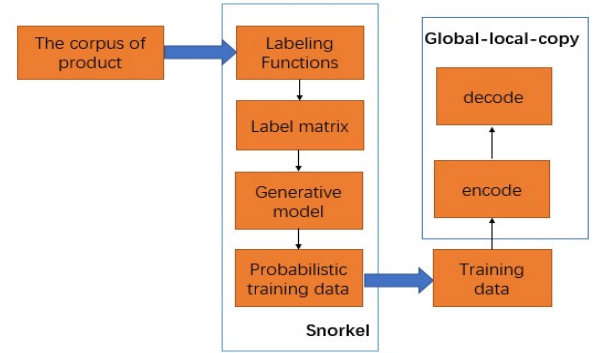 The corpus of
product
Labeling
Functions
Label matrix
Generative
model
Probabilistic
training data
Snorkel
Global-local-copy
decode
encode
Training
data